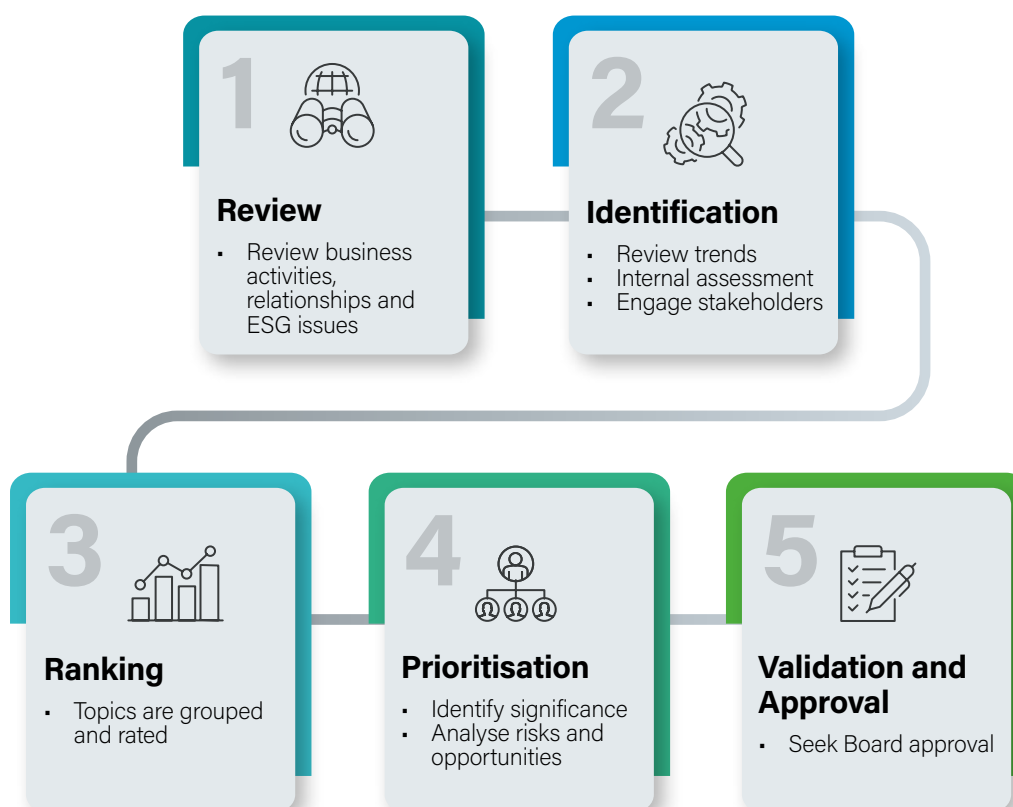 1
Review
▪ Review business
activities,
relationships and
ESG issues
2
Identification
▪ Review trends
▪ Internal assessment
▪ Engage stakeholders
3
Ranking
▪ Topics are grouped
and rated
4
Prioritisation
▪ Identify significance
▪ Analyse risks and
opportunities
5
Validation and
Approval
▪ Seek Board approval